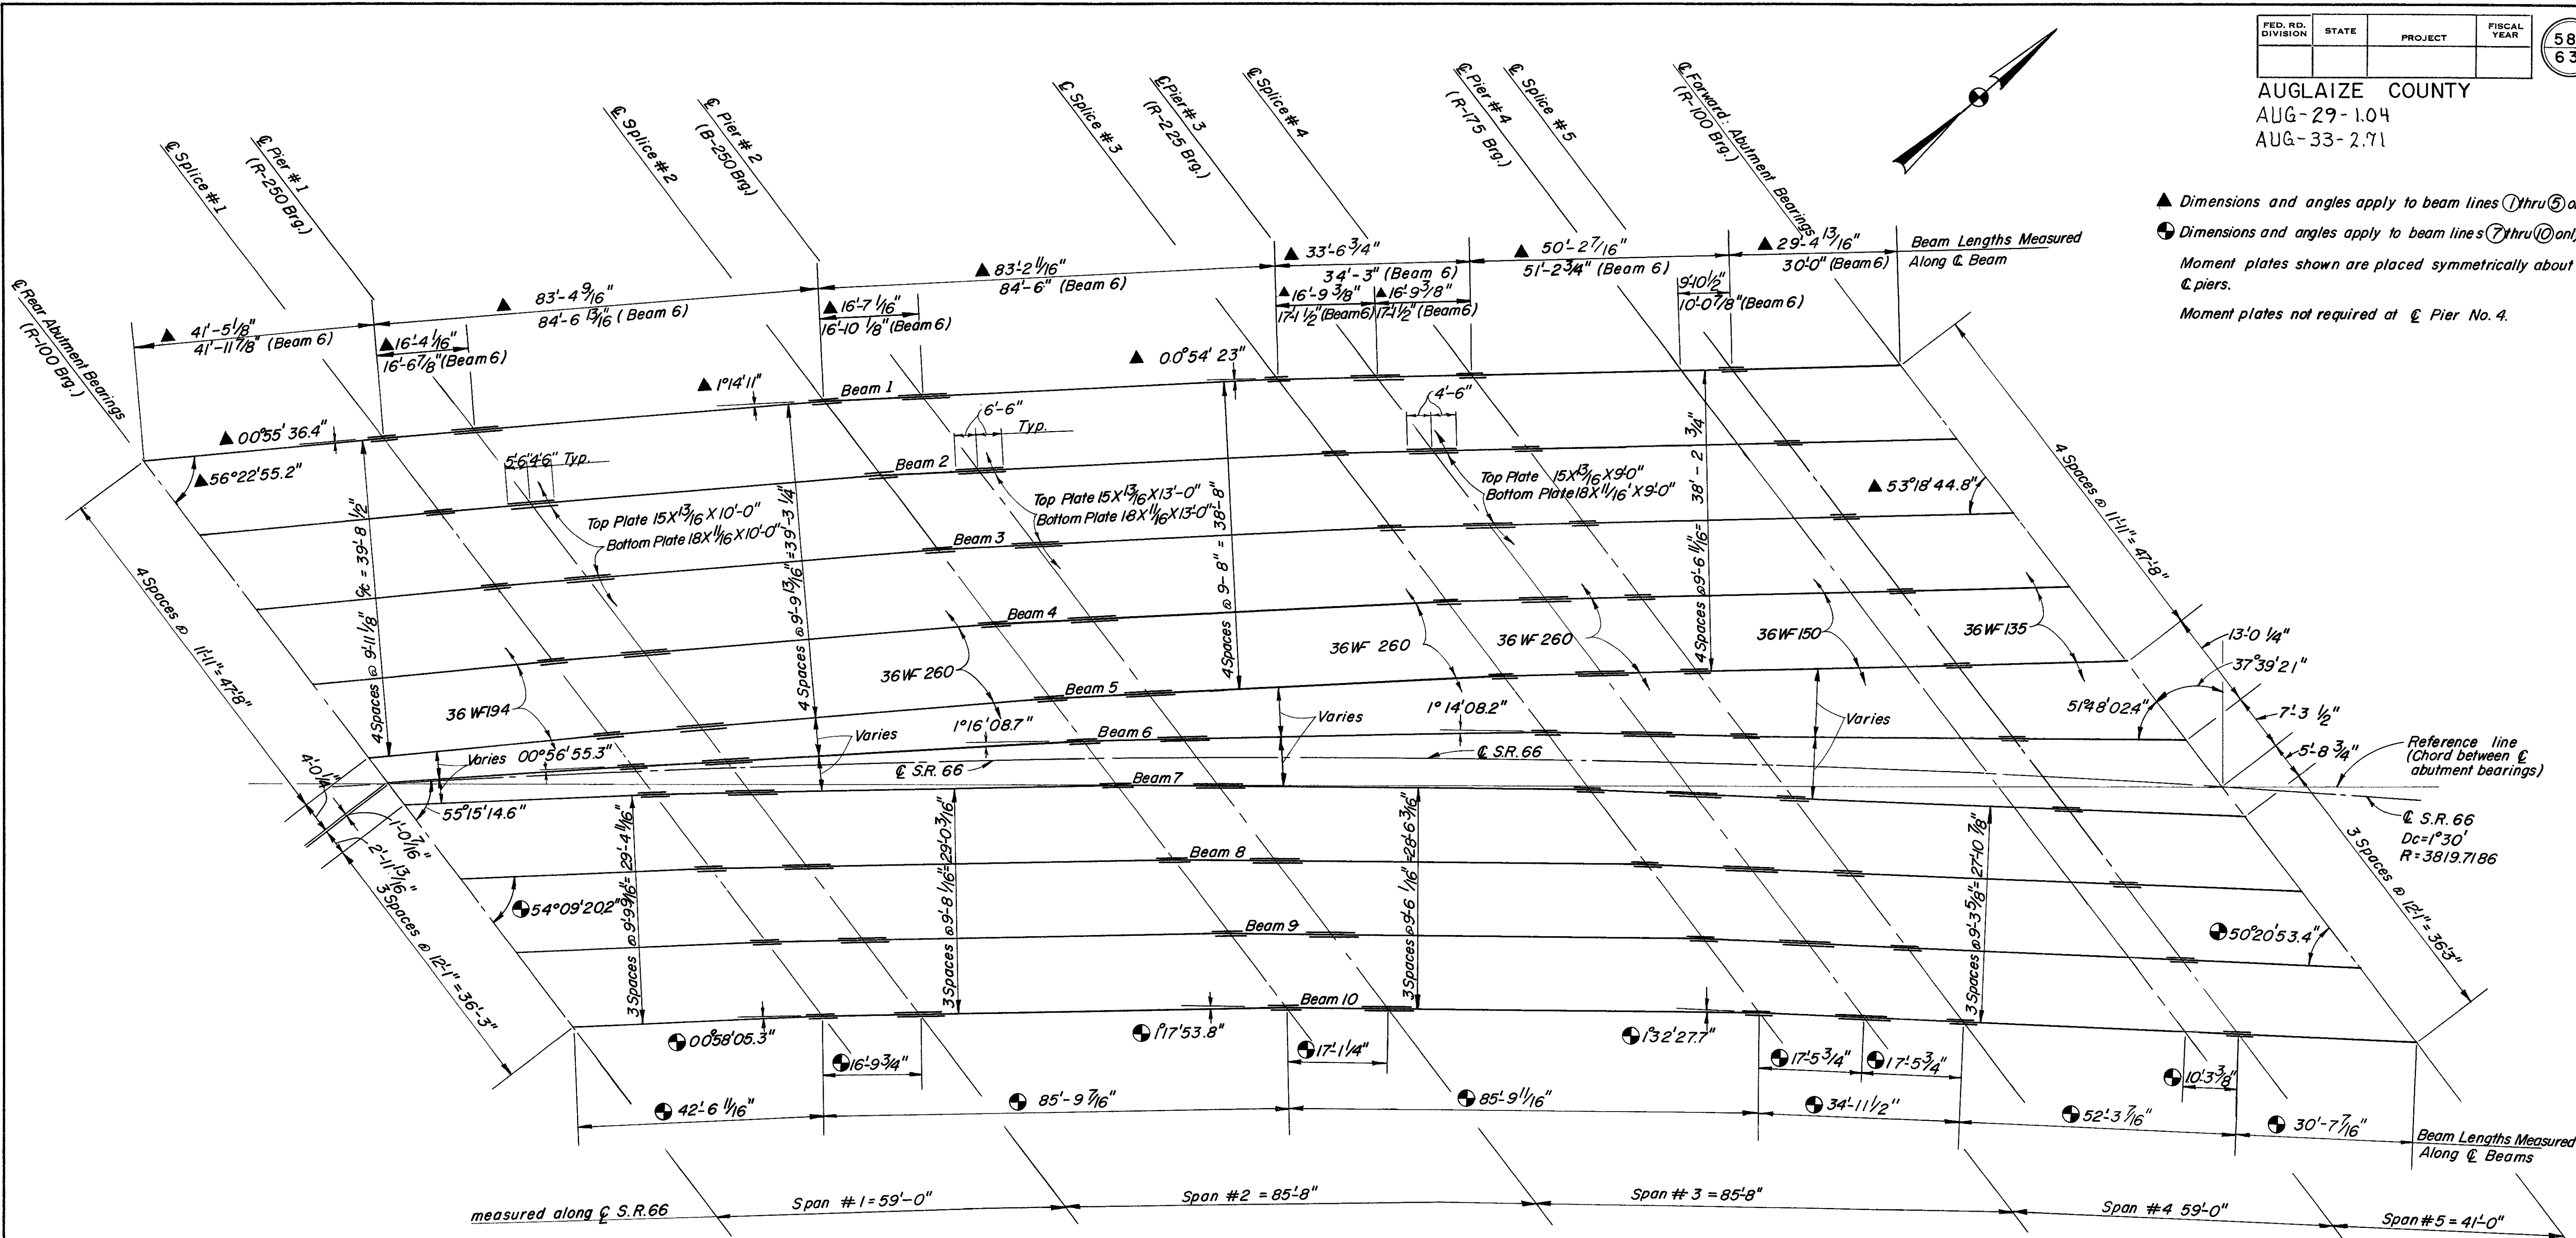 FED. RD. DIVISION
STATE
PROJECT
FISCAL YEAR
58
63
AUGLAIZE COUNTY
AUG-29-1.04
AUG-33-2.71
▲ Dimensions and angles apply to beam lines ① thru ⑤
Dimensions and angles apply to beam lines ⑦ thru ⑩ only
Moment plates shown are placed symmetrically about
℄ piers.
Moment plates not required at ℄ Pier No. 4.
℄ Rear Abutment Bearings
(R-100 Brg.)
℄ Splice #1
℄ Pier #1
(R-250 Brg.)
℄ Splice #2
℄ Pier #2
(B-250 Brg.)
℄ Splice #3
℄ Pier #3
(R-225 Brg.)
℄ Splice #4
℄ Pier #4
(R-175 Brg.)
℄ Splice #5
℄ Forward: Abutment Bearings
(R-100 Brg.)
▲ 41'-5 1/8"
41'-11 7/8" (Beam 6)
▲ 83'-4 9/16"
84'-6 13/16" (Beam 6)
▲ 83'-2 11/16"
84'-6" (Beam 6)
▲ 33'-6 3/4"
34'-3" (Beam 6)
▲ 50'-2 7/16"
51'-2 3/4" (Beam 6)
▲ 29'-4 13/16"
30'-0" (Beam 6)
Beam Lengths Measured
Along ℄ Beam
▲ 16'-4 1/16"
16'-6 7/8" (Beam 6)
▲ 16'-7 1/16"
16'-10 1/8" (Beam 6)
▲ 16'-9 3/8"
17'-1 1/2" (Beam 6)
▲ 16'-9 3/8"
17'-1 1/2" (Beam 6)
9'-10 1/2"
10'-0 7/8" (Beam 6)
▲ 00°55'36.4"
▲ 1°14'11"
▲ 00°54'23"
▲ 56°22'55.2"
▲ 53°18'44.8"
Beam 1
Beam 2
Beam 3
Beam 4
Beam 5
Beam 6
Beam 7
Beam 8
Beam 9
Beam 10
5'-6" 4'-6" Typ.
6'-6"
Typ.
4'-6"
Top Plate 15X13/16 X 10'-0"
Bottom Plate 18X11/16 X10'-0"
Top Plate 15X13/16 X13'-0"
Bottom Plate 18X11/16 X13'-0"
Top Plate 15X13/16 X9'-0"
Bottom Plate 18X11/16' X 9'-0"
4 Spaces @ 9'-11 1/8" c/c = 39'-8 1/2"
4 Spaces @ 9'-9 13/16" = 39'-3 1/4"
4 Spaces @ 9'-8" = 38'-8"
4 Spaces @ 9'-6 11/16" = 38'-2 3/4"
4 Spaces @ 11'-11" = 47'-8"
4 Spaces @ 11'-11" = 47'-8"
36 WF 194
36 WF 260
36 WF 260
36 WF 260
36 WF 150
36 WF 135
13'-0 1/4"
37°39'21"
51°48'02.4"
7'-3 1/2"
5'-8 3/4"
Reference line
(Chord between ℄
abutment bearings)
℄ S.R. 66
Dc=1°30'
R=3819.7186
Varies
00°56'55.3"
Varies
1°16'08.7"
Varies
1°14'08.2"
Varies
℄ S.R. 66
℄ S.R. 66
4'-0 1/4"
1'-0 7/16"
2'-11 13/16"
3 Spaces @ 12'-1" = 36'-3"
3 Spaces @ 12'-1" = 36'-3"
55°15'14.6"
54°09'20.2"
50°20'53.4"
3 Spaces @ 9'-9 9/16" = 29'-4 11/16"
3 Spaces @ 9'-8 1/16" = 29'-0 3/16"
3 Spaces @ 9'-6 1/16" = 28'-6 3/16"
3 Spaces @ 9'-3 5/8" = 27'-10 7/8"
00°58'05.3"
1°17'53.8"
1°32'27.7"
16'-9 3/4"
17'-1 1/4"
17'-5 3/4"
17'-5 3/4"
10'-3 3/8"
42'-6 11/16"
85'-9 7/16"
85'-9 11/16"
34'-11 1/2"
52'-3 7/16"
30'-7 7/16"
Beam Lengths Measured
Along ℄ Beams
measured along ℄ S.R. 66
Span #1 = 59'-0"
Span #2 = 85'-8"
Span #3 = 85'-8"
Span #4 59'-0"
Span #5 = 41'-0"